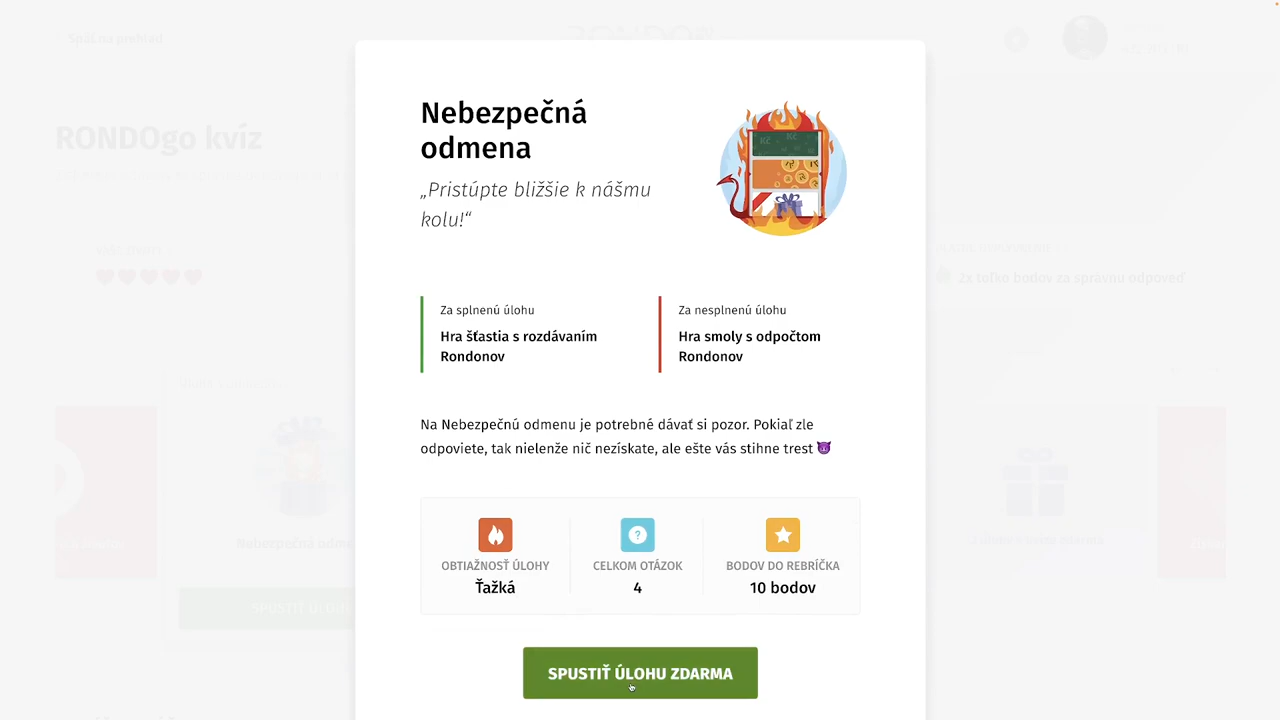 Späť na prehľad
RONDOgo kvíz
2x toľko bodov za správnu odpoveď
Nebezpečná
odmena
„Pristúpte bližšie k nášmu
kolu!“
Za splnenú úlohu
Hra šťastia s rozdávaním
Rondonov
Za nesplnenú úlohu
Hra smoly s odpočtom
Rondonov
Na Nebezpečnú odmenu je potrebné dávať si pozor. Pokiaľ zle
odpoviete, tak nielenže nič nezískate, ale ešte vás stihne trest 😈
OBTIAŽNOSŤ ÚLOHY
Ťažká
CELKOM OTÁZOK
4
BODOV DO REBRÍČKA
10 bodov
SPUSTIŤ ÚLOHU ZDARMA